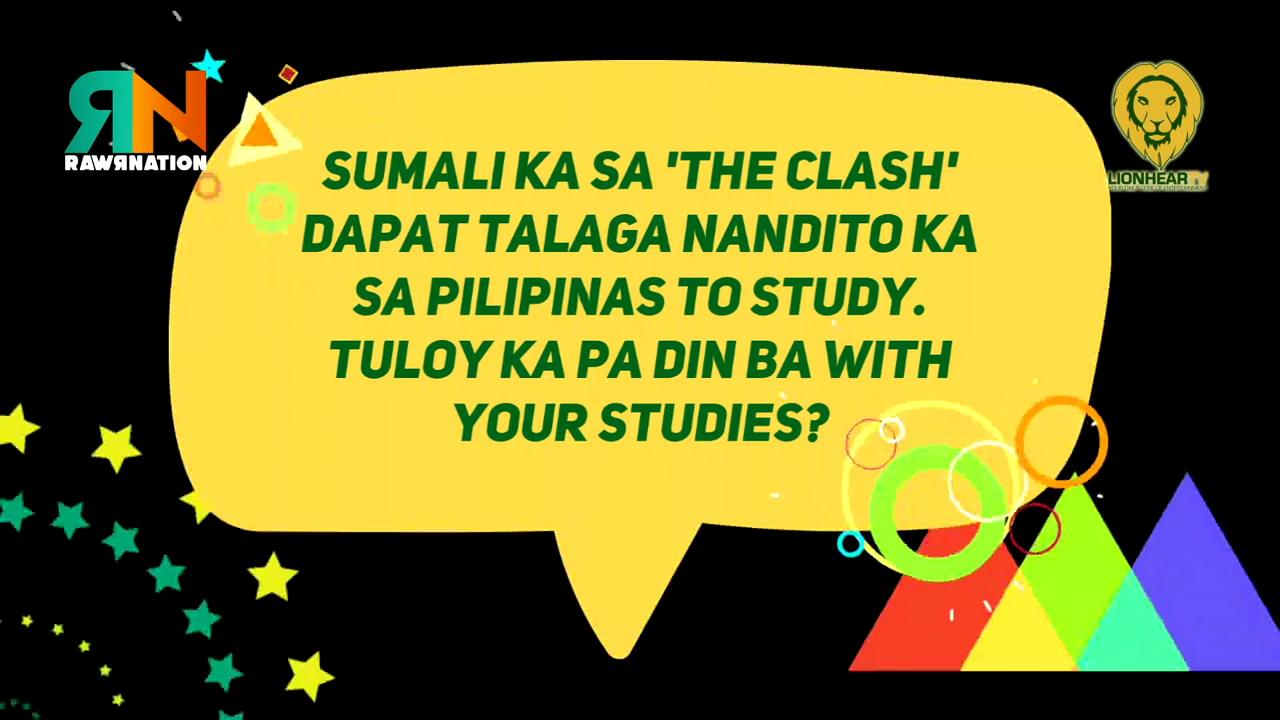 RN
RAWRNATION
LIONHEARTV
SUMALI KA SA 'THE CLASH'
DAPAT TALAGA NANDITO KA
SA PILIPINAS TO STUDY.
TULOY KA PA DIN BA WITH
YOUR STUDIES?